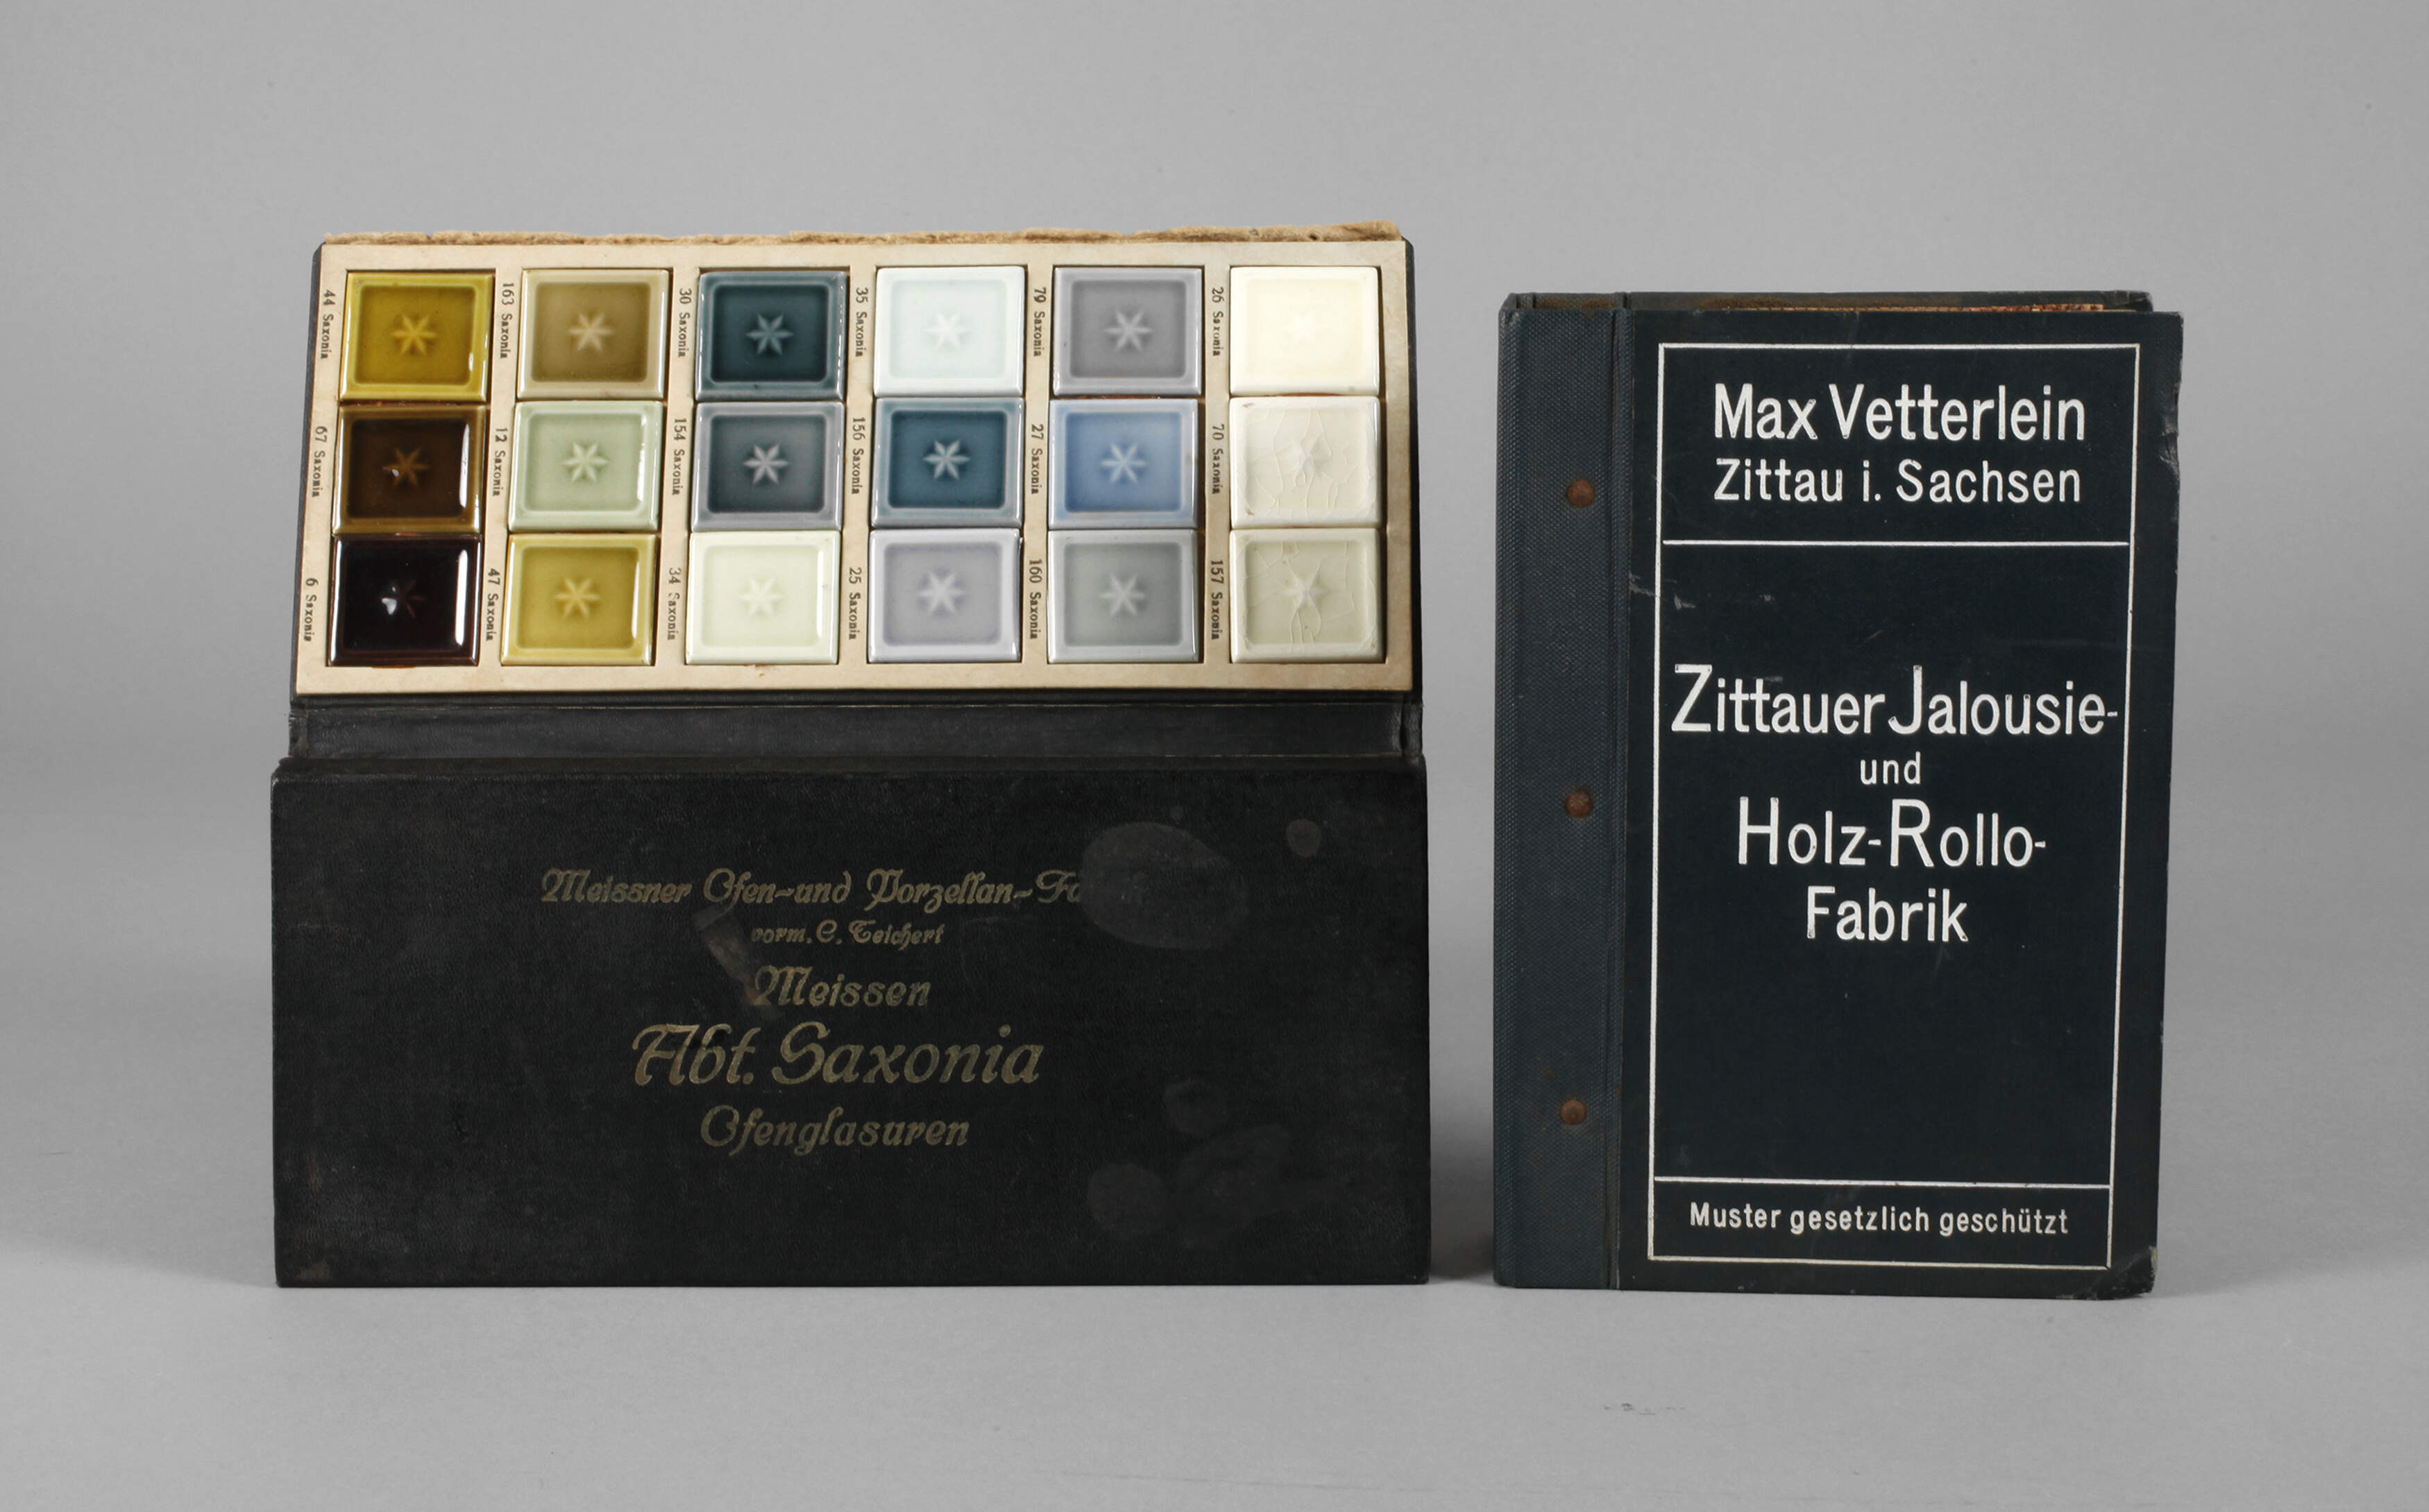 44 Saxonia
163 Saxonia
30 Saxonia
35 Saxonia
79 Saxonia
26 Saxonia
67 Saxonia
12 Saxonia
154 Saxonia
156 Saxonia
27 Saxonia
70 Saxonia
6 Saxonia
47 Saxonia
34 Saxonia
25 Saxonia
160 Saxonia
157 Saxonia
Meissner Ofen-und Porzellan-Fa
vorm. C. Teichert
Meissen
Abt. Saxonia
Ofenglasuren
Max Vetterlein
Zittau i. Sachsen
Zittauer Jalousie-
und
Holz-Rollo-
Fabrik
Muster gesetzlich geschützt